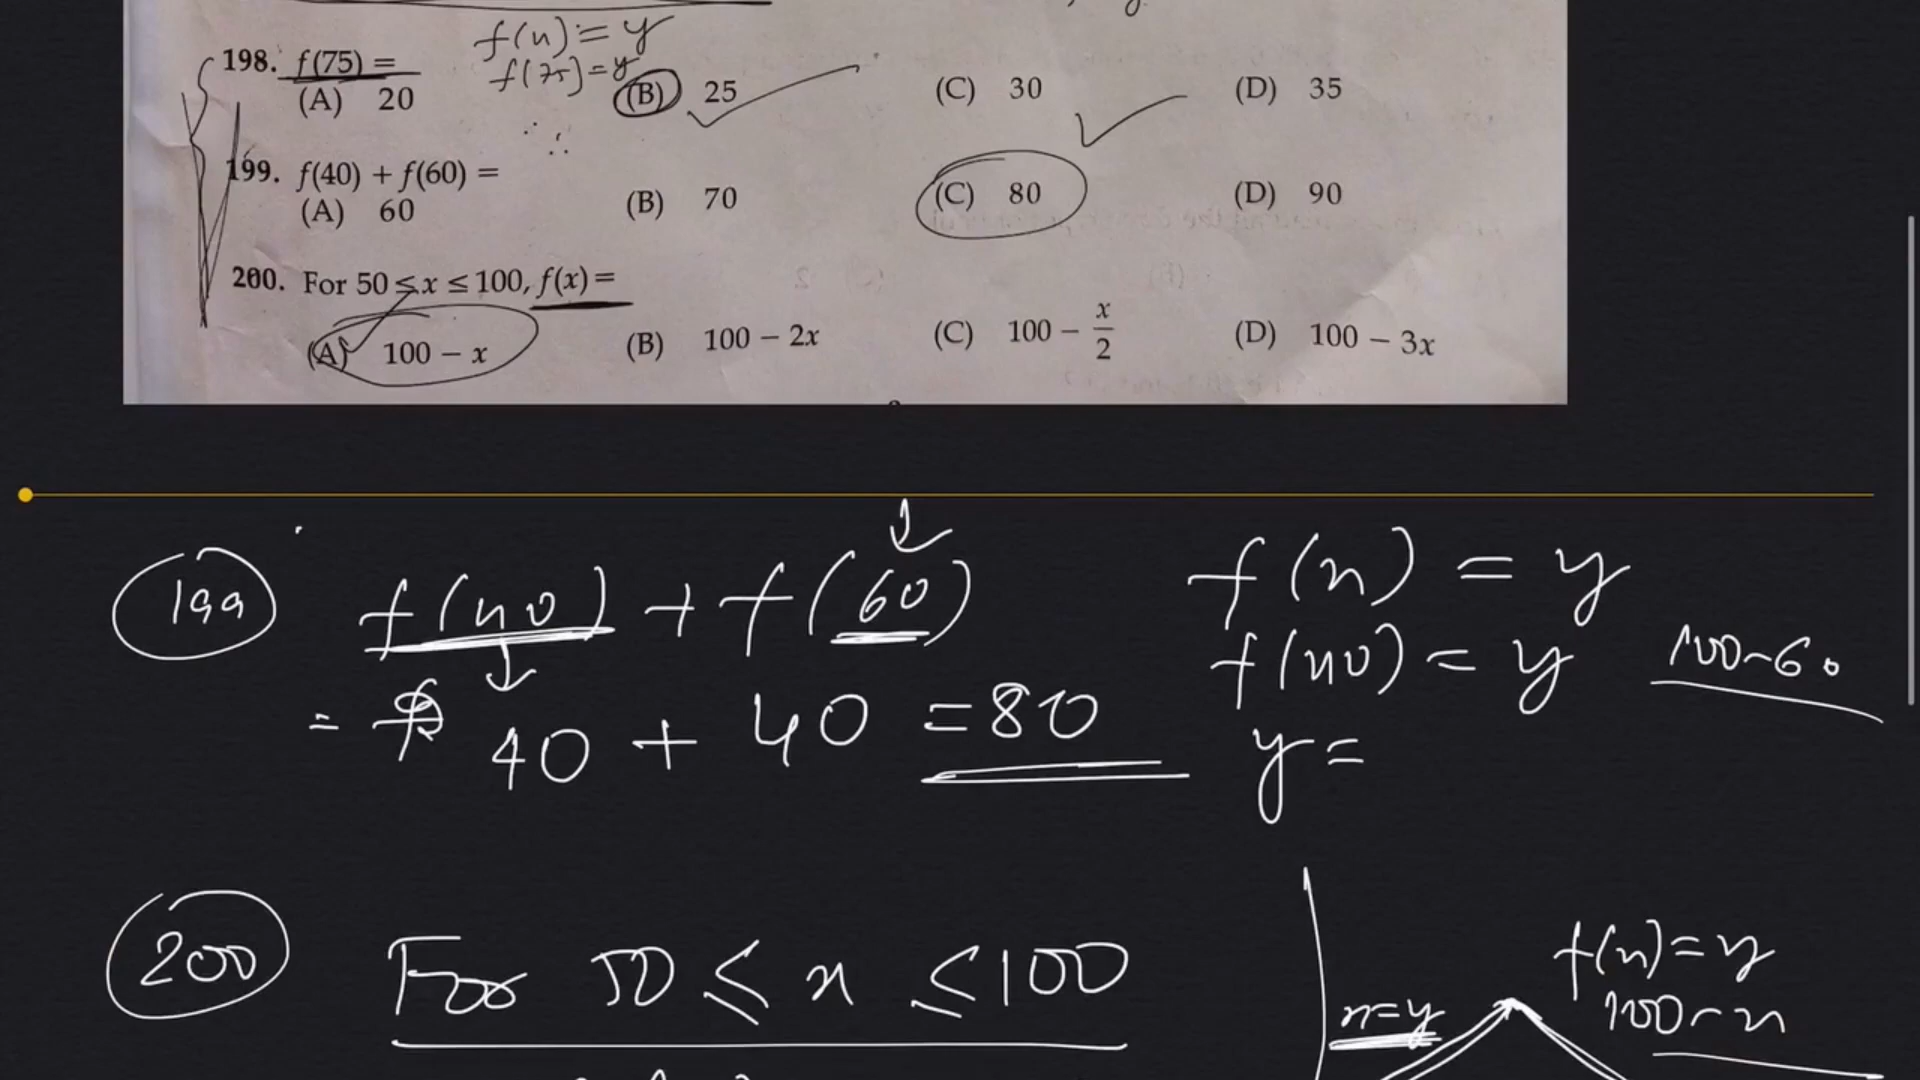 f(n) = y
198. f(75) =
f(75) = y
(A) 20 (B) 25 (C) 30 (D) 35
199. f(40) + f(60) =
(A) 60 (B) 70 (C) 80 (D) 90
200. For 50 ≤ x ≤ 100, f(x) =
(A) 100 − x (B) 100 − 2x (C) 100 − x/2 (D) 100 − 3x
199 f(40) + f(60)
= 40 + 40 = 80
f(n) = y
f(40) = y 100-60
y =
200 For 50 ≤ n ≤ 100
f(n) = y
n=y 100-n